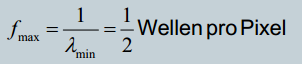 f_max = 1/λ_min = 1/2 Wellen pro Pixel